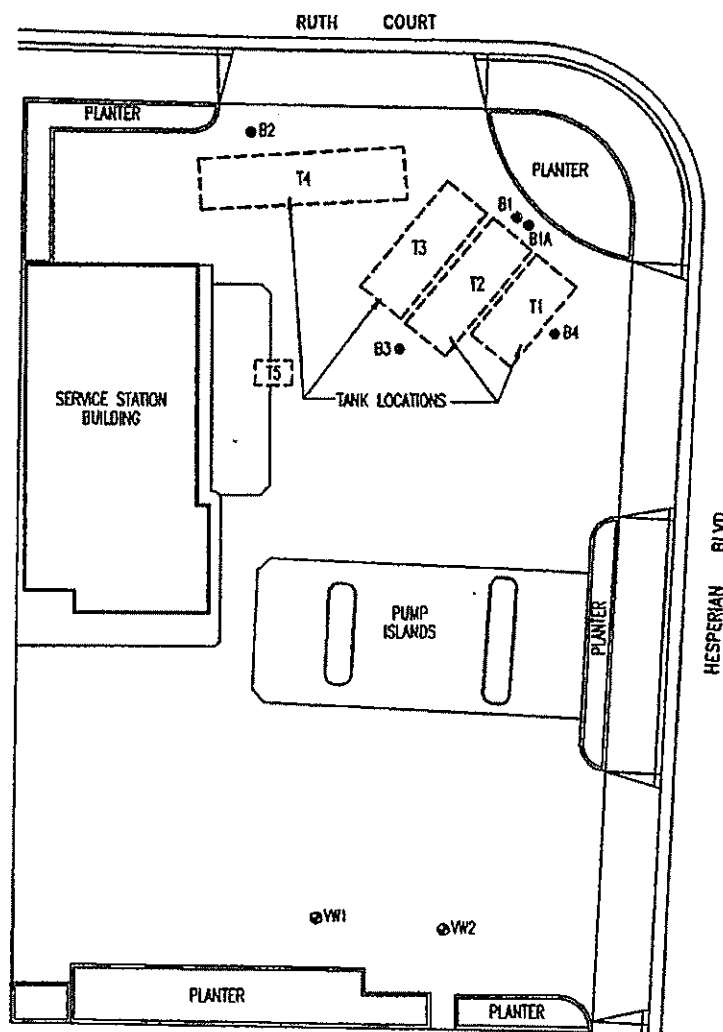 RUTH COURT
PLANTER
B2
T4
PLANTER
B1
B1A
T3
T2
T1
B4
B3
T5
TANK LOCATIONS
SERVICE STATION
BUILDING
HESPERIAN BLVD
PUMP
ISLANDS
PLANTER
VW1
VW2
PLANTER
PLANTER